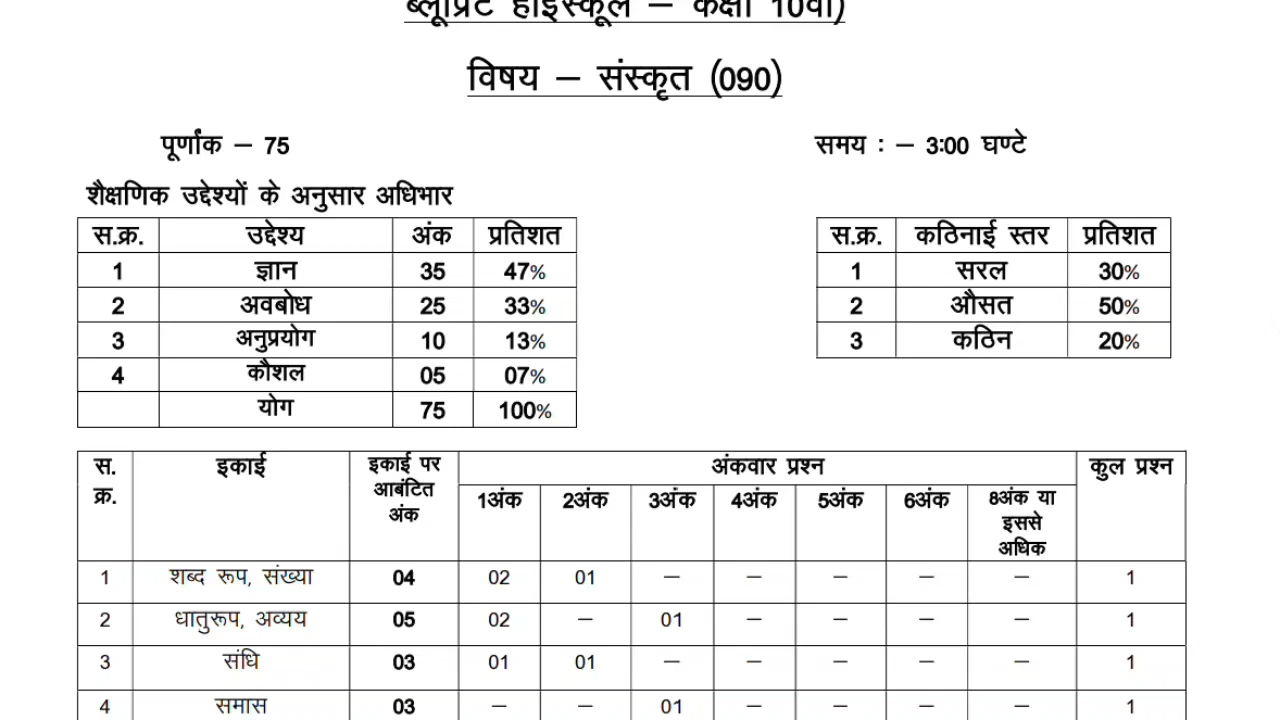 ब्लूप्रिंट हाईस्कूल – कक्षा 10वीं)
विषय – संस्कृत (090)
पूर्णांक – 75 समय : – 3:00 घण्टे
शैक्षणिक उद्देश्यों के अनुसार अधिभार
स.क्र. उद्देश्य अंक प्रतिशत
1 ज्ञान 35 47%
2 अवबोध 25 33%
3 अनुप्रयोग 10 13%
4 कौशल 05 07%
योग 75 100%
स.क्र. कठिनाई स्तर प्रतिशत
1 सरल 30%
2 औसत 50%
3 कठिन 20%
स. क्र. इकाई इकाई पर आबंटित अंक अंकवार प्रश्न कुल प्रश्न
1अंक 2अंक 3अंक 4अंक 5अंक 6अंक 8अंक या इससे अधिक
1 शब्द रूप, संख्या 04 02 01 – – – – – 1
2 धातुरूप, अव्यय 05 02 – 01 – – – – 1
3 संधि 03 01 01 – – – – – 1
4 समास 03 – – 01 – – – – 1